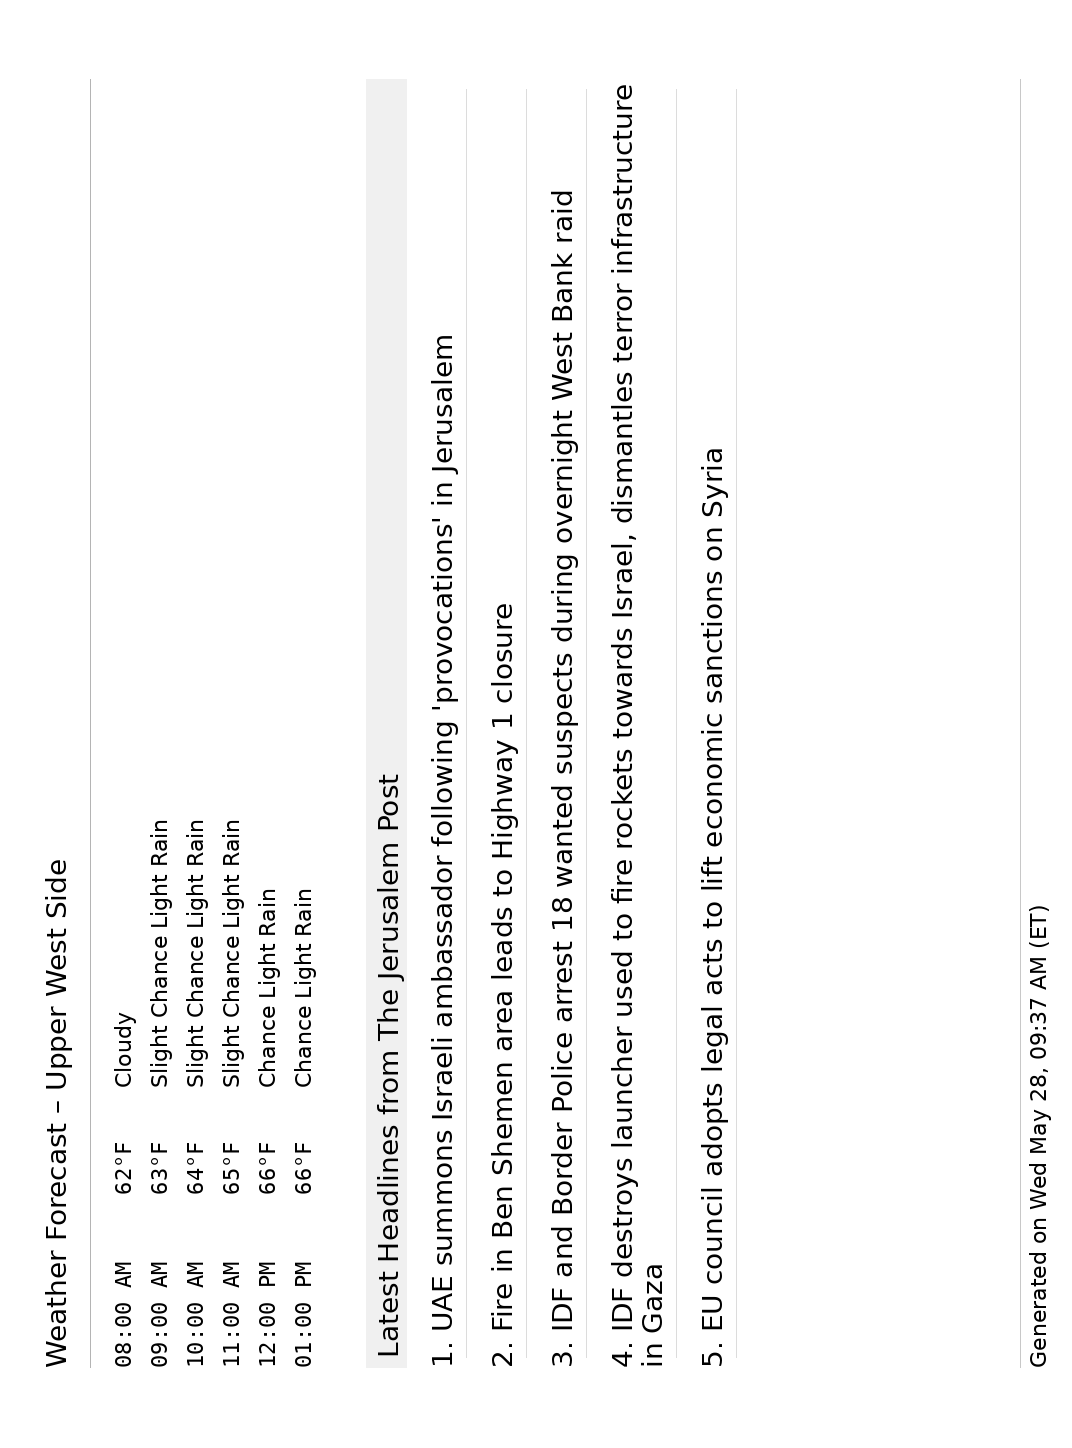 Weather Forecast – Upper West Side
08:00 AM 62°F Cloudy
09:00 AM 63°F Slight Chance Light Rain
10:00 AM 64°F Slight Chance Light Rain
11:00 AM 65°F Slight Chance Light Rain
12:00 PM 66°F Chance Light Rain
01:00 PM 66°F Chance Light Rain
Latest Headlines from The Jerusalem Post
1. UAE summons Israeli ambassador following 'provocations' in Jerusalem
2. Fire in Ben Shemen area leads to Highway 1 closure
3. IDF and Border Police arrest 18 wanted suspects during overnight West Bank raid
4. IDF destroys launcher used to fire rockets towards Israel, dismantles terror infrastructure
in Gaza
5. EU council adopts legal acts to lift economic sanctions on Syria
Generated on Wed May 28, 09:37 AM (ET)